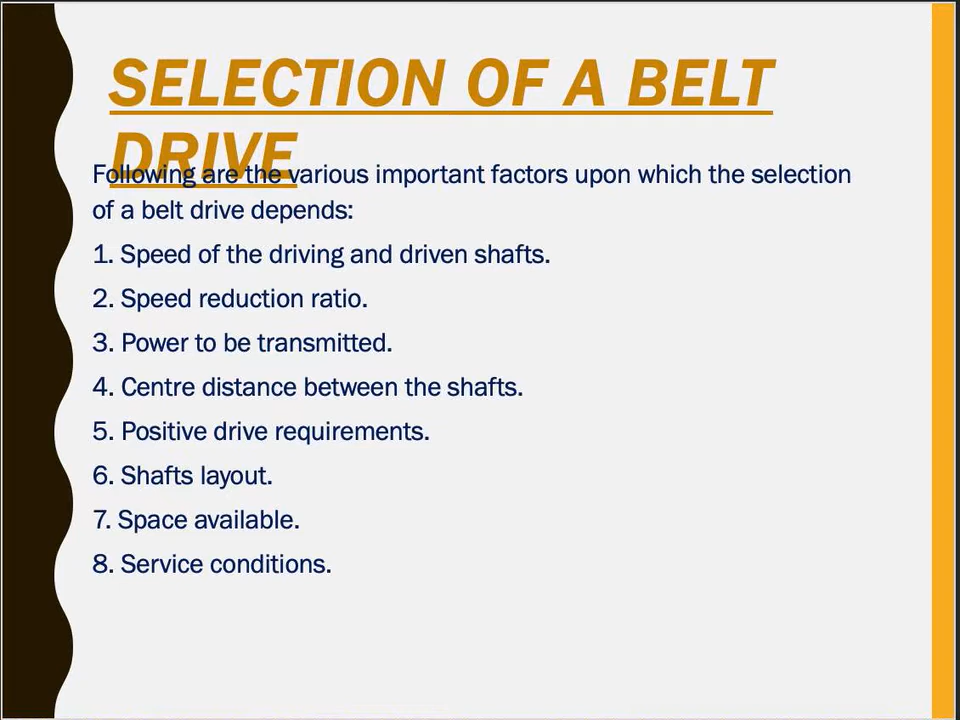 SELECTION OF A BELT
DRIVE
Following are the various important factors upon which the selection
of a belt drive depends:
1. Speed of the driving and driven shafts.
2. Speed reduction ratio.
3. Power to be transmitted.
4. Centre distance between the shafts.
5. Positive drive requirements.
6. Shafts layout.
7. Space available.
8. Service conditions.